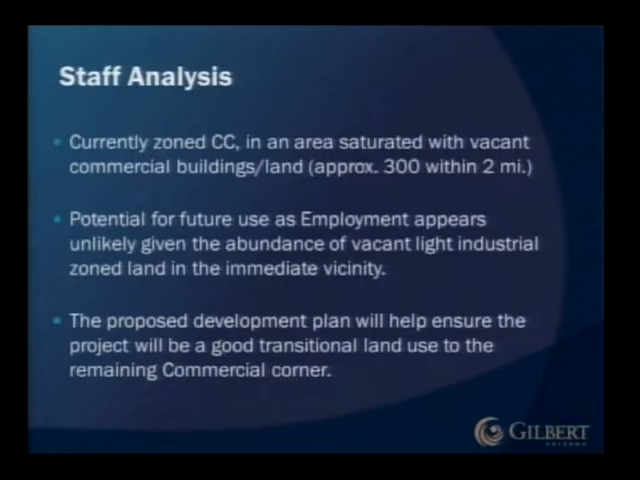 Staff Analysis
• Currently zoned CC, in an area saturated with vacant
commercial buildings/land (approx. 300 within 2 mi.)
• Potential for future use as Employment appears
unlikely given the abundance of vacant light industrial
zoned land in the immediate vicinity.
• The proposed development plan will help ensure the
project will be a good transitional land use to the
remaining Commercial corner.
GILBERT
ARIZONA